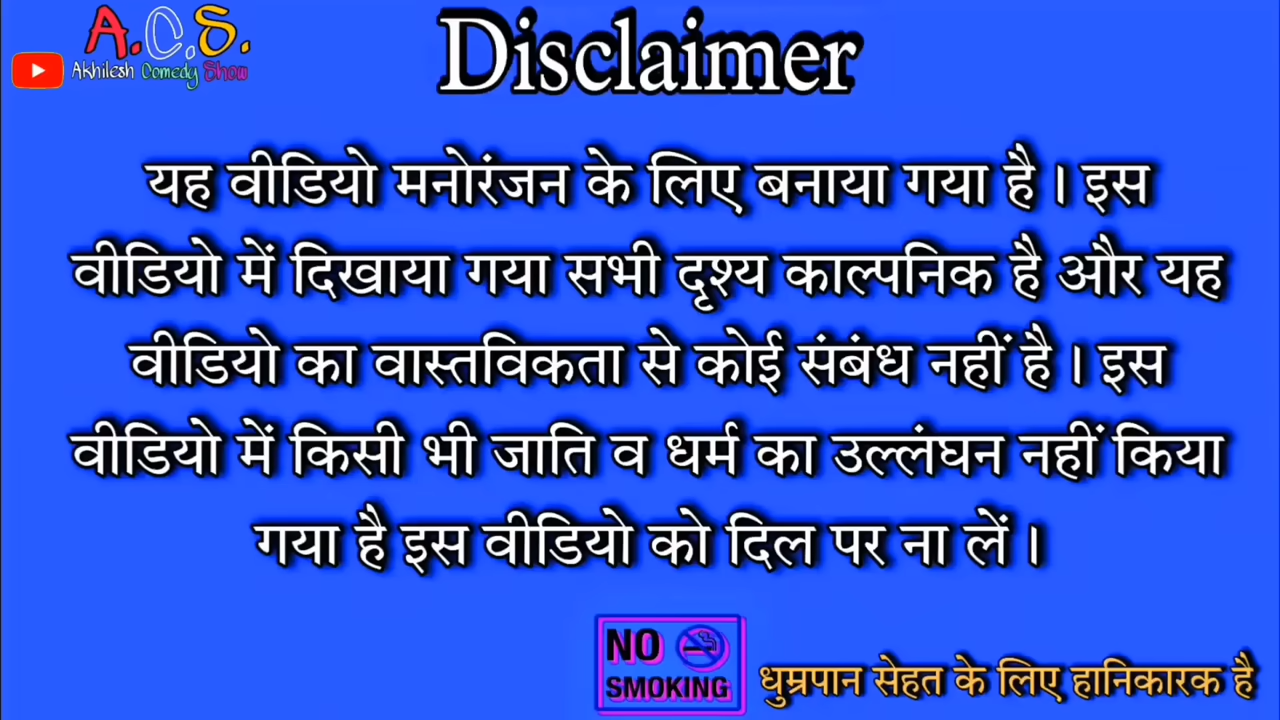 A.C.S.
Akhilesh Comedy Show
Disclaimer
यह वीडियो मनोरंजन के लिए बनाया गया है। इस
वीडियो में दिखाया गया सभी दृश्य काल्पनिक है और यह
वीडियो का वास्तविकता से कोई संबंध नहीं है। इस
वीडियो में किसी भी जाति व धर्म का उल्लंघन नहीं किया
गया है इस वीडियो को दिल पर ना लें।
NO
SMOKING
धुम्रपान सेहत के लिए हानिकारक है